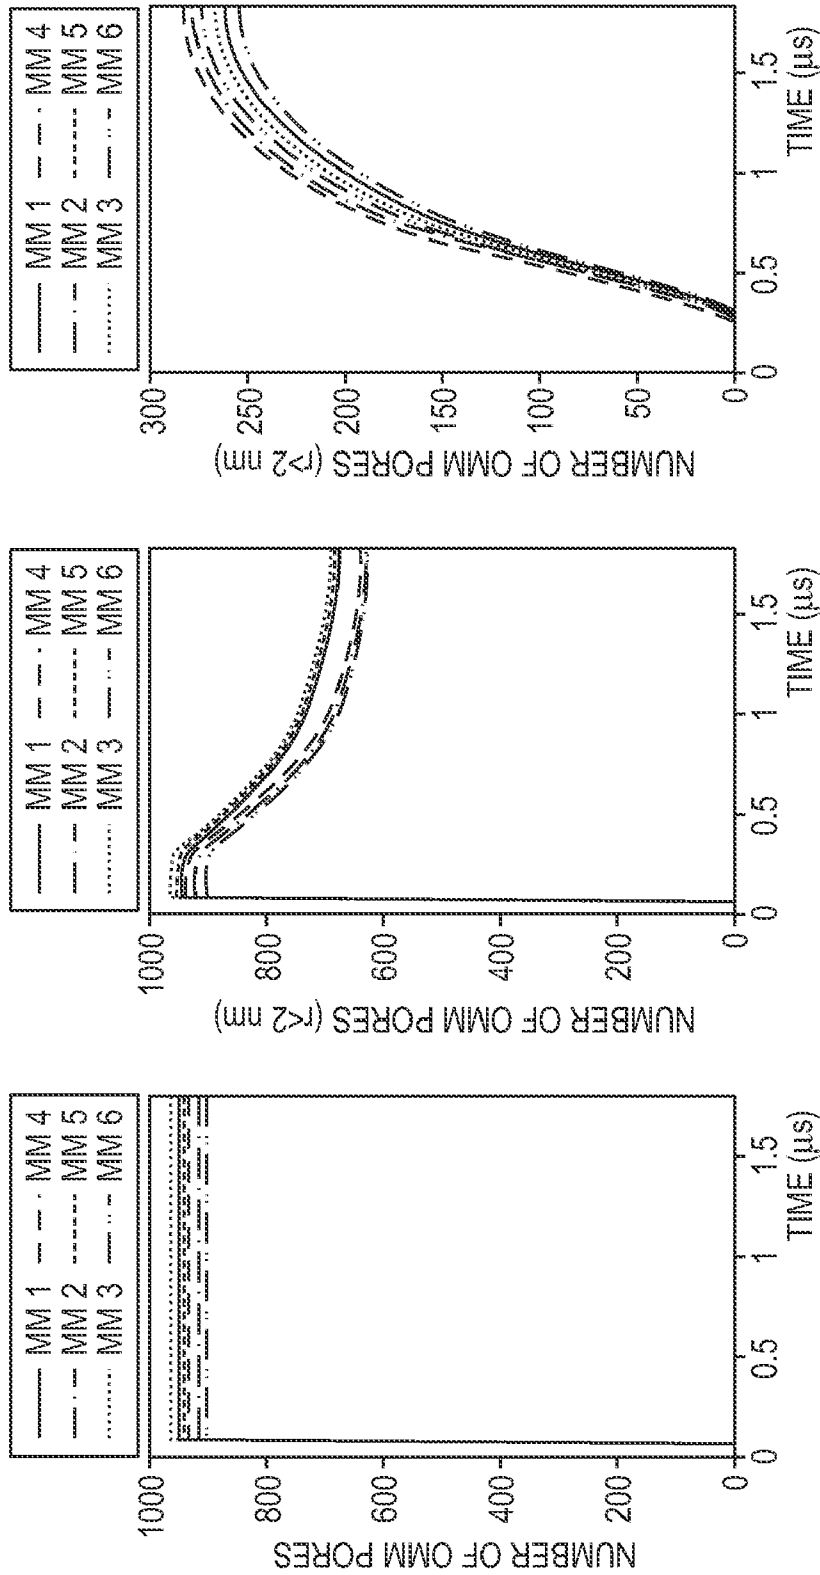 MM 1
MM 4
MM 2
MM 5
MM 3
MM 6
NUMBER OF OMM PORES
1000
800
600
400
200
0
0
0.5
1
1.5
TIME (μs)
MM 1
MM 4
MM 2
MM 5
MM 3
MM 6
NUMBER OF OMM PORES (r<2 nm)
1000
800
600
400
200
0
0
0.5
1
1.5
TIME (μs)
MM 1
MM 4
MM 2
MM 5
MM 3
MM 6
NUMBER OF OMM PORES (r>2 nm)
300
250
200
150
100
50
0
0
0.5
1
1.5
TIME (μs)